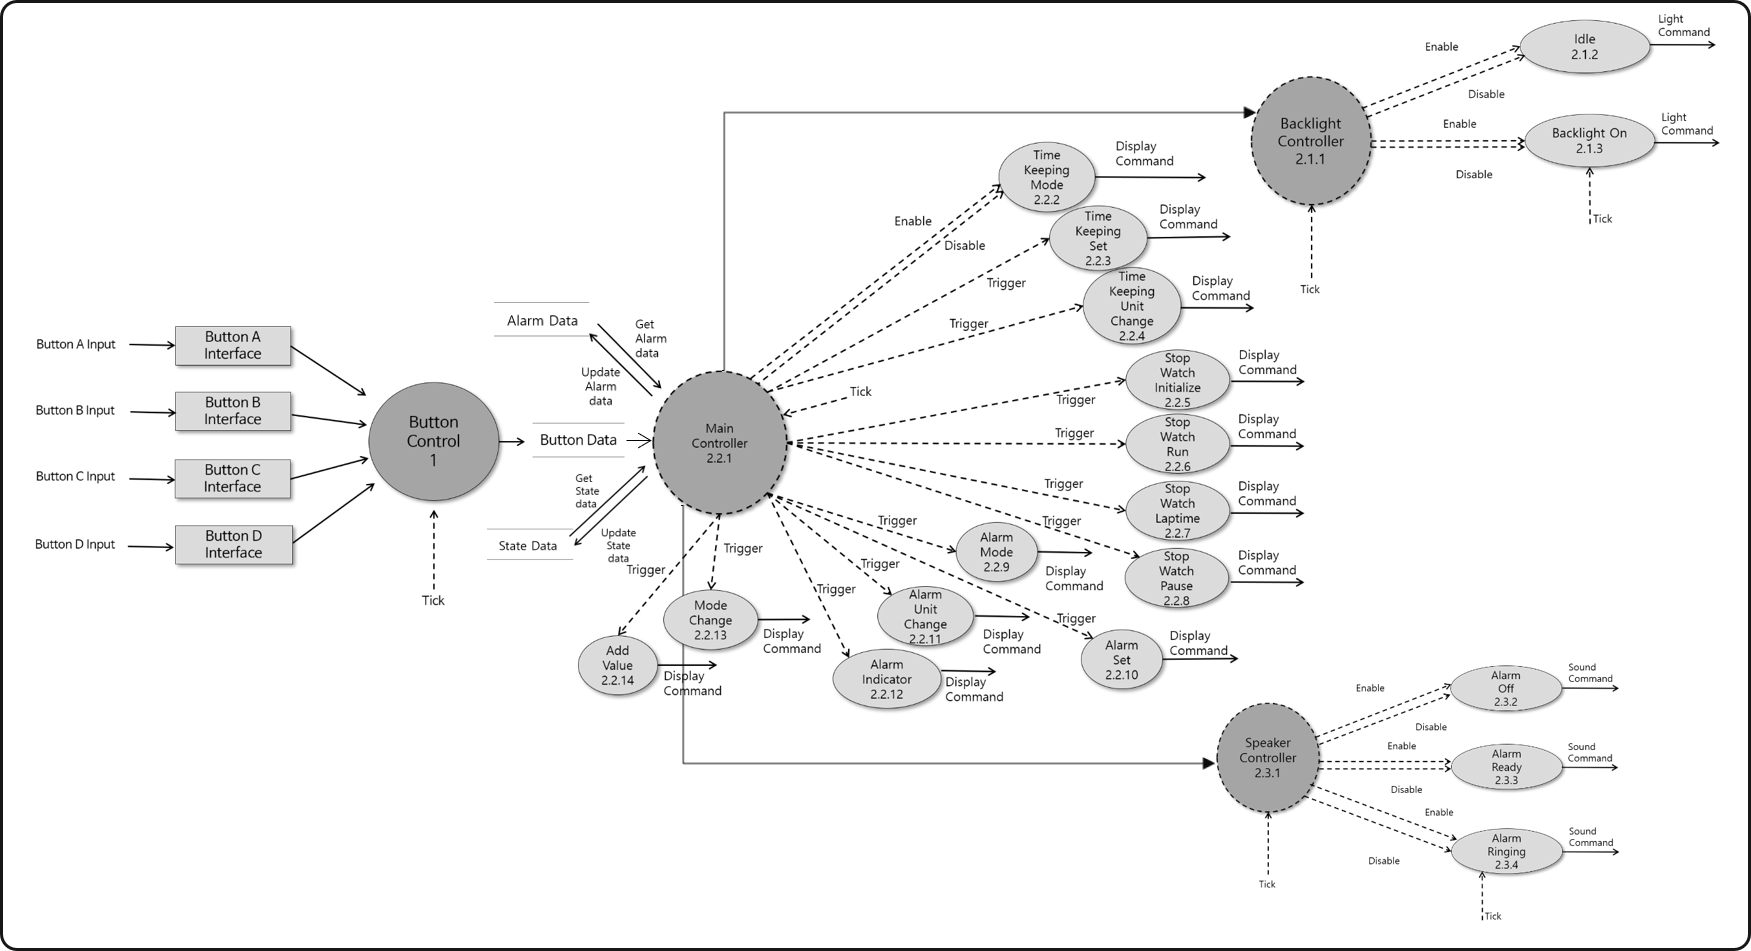 Light
Command
Idle
2.1.2
Enable
Disable
Backlight
Controller
2.1.1
Enable
Light
Command
Backlight On
2.1.3
Disable
Tick
Tick
Time
Keeping
Mode
2.2.2
Display
Command
Enable
Disable
Time
Keeping
Set
2.2.3
Display
Command
Trigger
Time
Keeping
Unit
Change
2.2.4
Display
Command
Trigger
Button A Input
Button A
Interface
Button B Input
Button B
Interface
Button C Input
Button C
Interface
Button D Input
Button D
Interface
Button
Control
1
Tick
Alarm Data
Get
Alarm
data
Update
Alarm
data
Button Data
Get
State
data
State Data
Update
State
data
Main
Controller
2.2.1
Tick
Trigger
Stop
Watch
Initialize
2.2.5
Display
Command
Trigger
Stop
Watch
Run
2.2.6
Display
Command
Trigger
Stop
Watch
Laptime
2.2.7
Display
Command
Trigger
Stop
Watch
Pause
2.2.8
Display
Command
Trigger
Alarm
Mode
2.2.9
Display
Command
Trigger
Alarm
Set
2.2.10
Display
Command
Trigger
Alarm
Unit
Change
2.2.11
Display
Command
Trigger
Alarm
Indicator
2.2.12
Display
Command
Trigger
Mode
Change
2.2.13
Display
Command
Trigger
Add
Value
2.2.14
Display
Command
Speaker
Controller
2.3.1
Tick
Enable
Disable
Alarm
Off
2.3.2
Sound
Command
Enable
Disable
Alarm
Ready
2.3.3
Sound
Command
Enable
Disable
Alarm
Ringing
2.3.4
Sound
Command
Tick